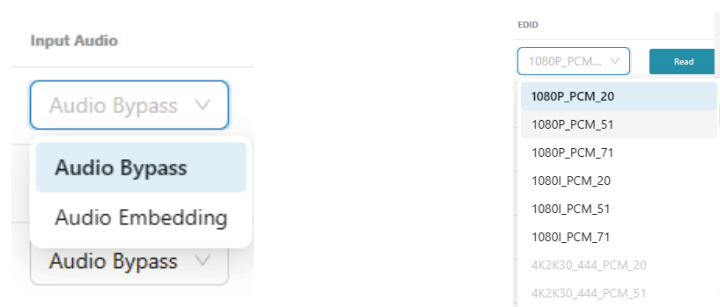 Input Audio
Audio Bypass
Audio Bypass
Audio Embedding
Audio Bypass
EDID
1080P_PCM... Read
1080P_PCM_20
1080P_PCM_51
1080P_PCM_71
1080I_PCM_20
1080I_PCM_51
1080I_PCM_71
4K2K30_444_PCM_20
4K2K30_444_PCM_51